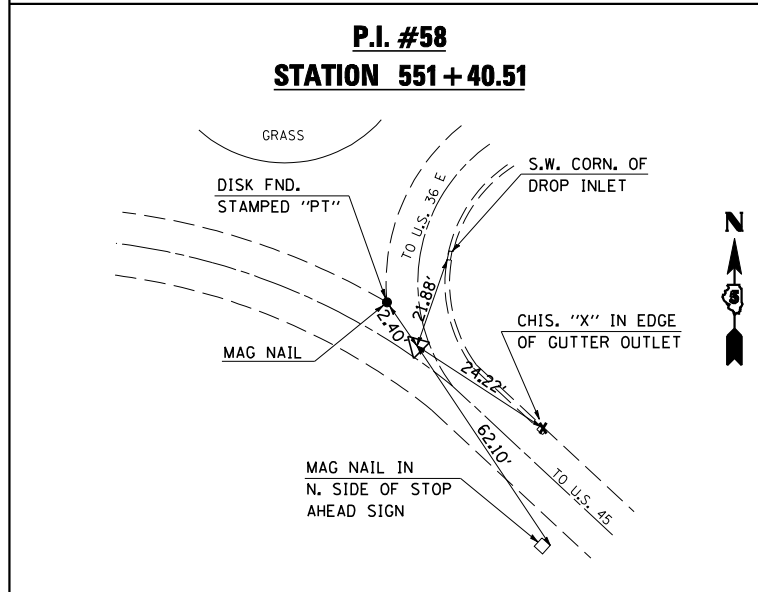 P.I. #58
STATION 551+40.51
GRASS
DISK FND.
STAMPED "PT"
TO U.S. 36 E
S.W. CORN. OF
DROP INLET
N
5
21.88'
2.40'
MAG NAIL
CHIS. "X" IN EDGE
OF GUTTER OUTLET
24.22'
X
62.10'
MAG NAIL IN
N. SIDE OF STOP
AHEAD SIGN
TO U.S. 45